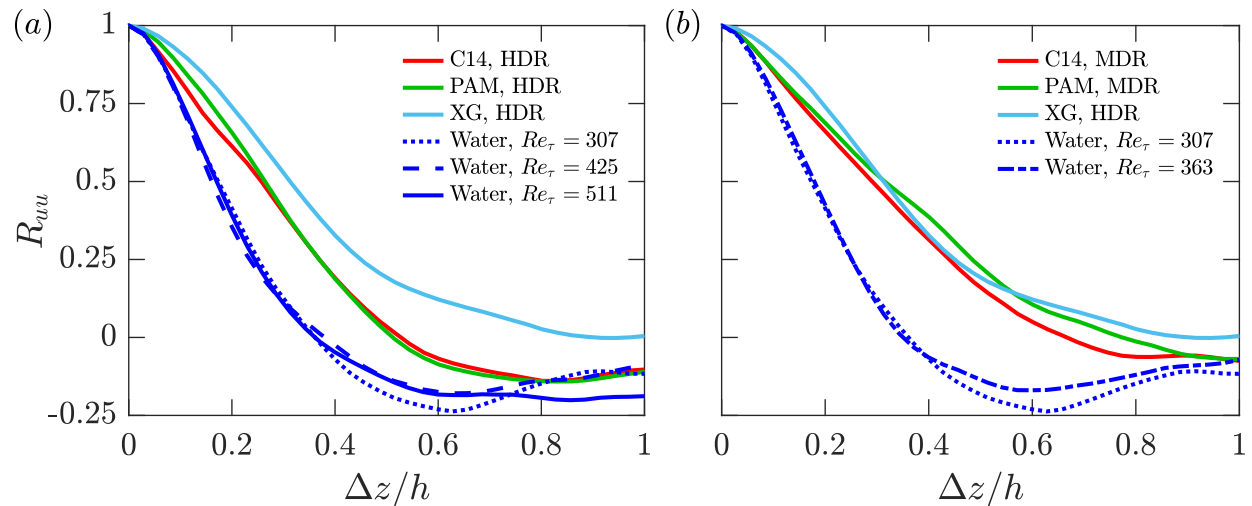 (a)
1
0.75
0.5
0.25
0
-0.25
R_{uu}
C14, HDR
PAM, HDR
XG, HDR
Water, Re_τ = 307
Water, Re_τ = 425
Water, Re_τ = 511
0 0.2 0.4 0.6 0.8 1
Δz/h
(b)
C14, MDR
PAM, MDR
XG, HDR
Water, Re_τ = 307
Water, Re_τ = 363
0 0.2 0.4 0.6 0.8 1
Δz/h